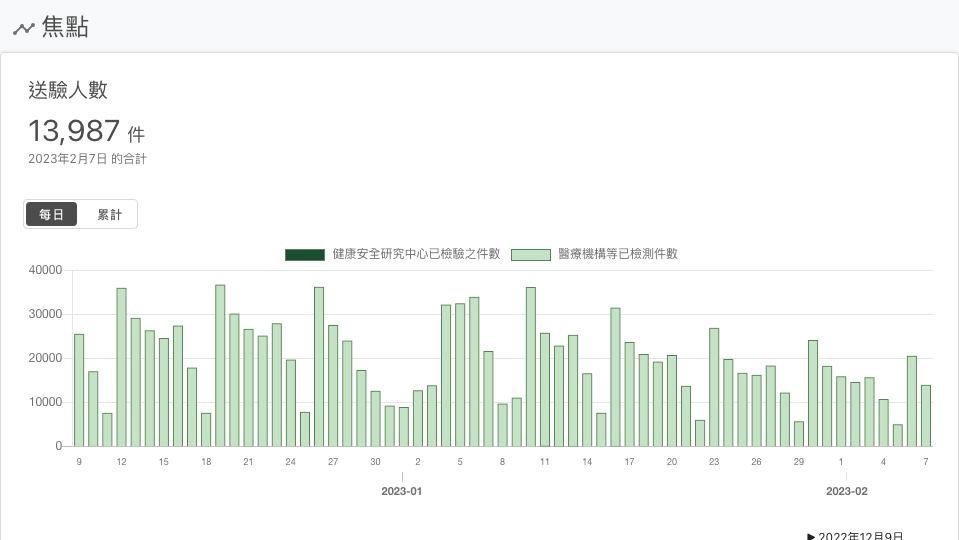 焦點
送驗人數
13,987 件
2023年2月7日 的合計
每日 累計
健康安全研究中心已檢驗之件數 醫療機構等已檢測件數
40000
30000
20000
10000
0
9 12 15 18 21 24 27 30 2 5 8 11 14 17 20 23 26 29 1 4 7
2023-01 2023-02
▶ 2022年12月9日